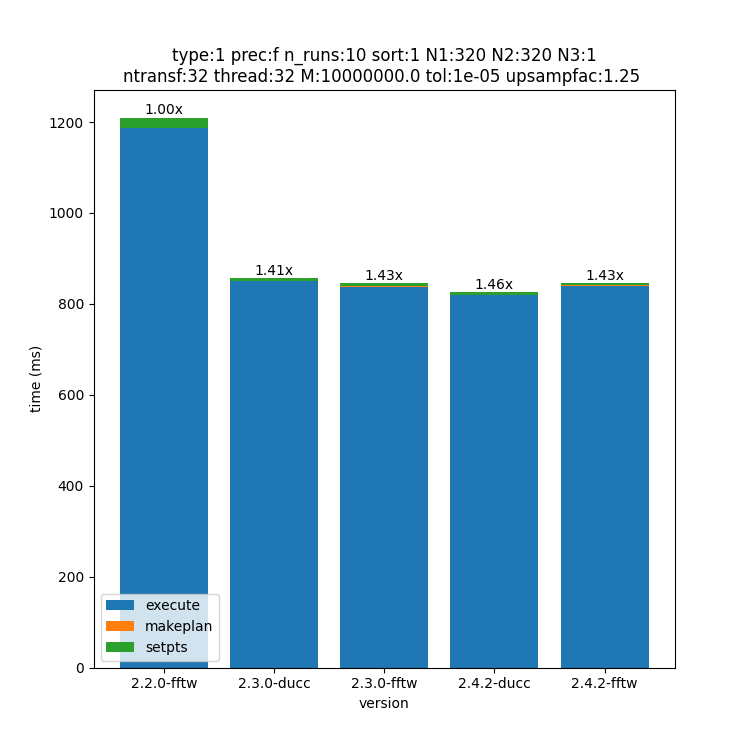 type:1 prec:f n_runs:10 sort:1 N1:320 N2:320 N3:1
ntransf:32 thread:32 M:10000000.0 tol:1e-05 upsampfac:1.25
1.00x
1.41x
1.43x
1.46x
1.43x
1200
1000
800
600
400
200
0
time (ms)
execute
makeplan
setpts
2.2.0-fftw
2.3.0-ducc
2.3.0-fftw
2.4.2-ducc
2.4.2-fftw
version